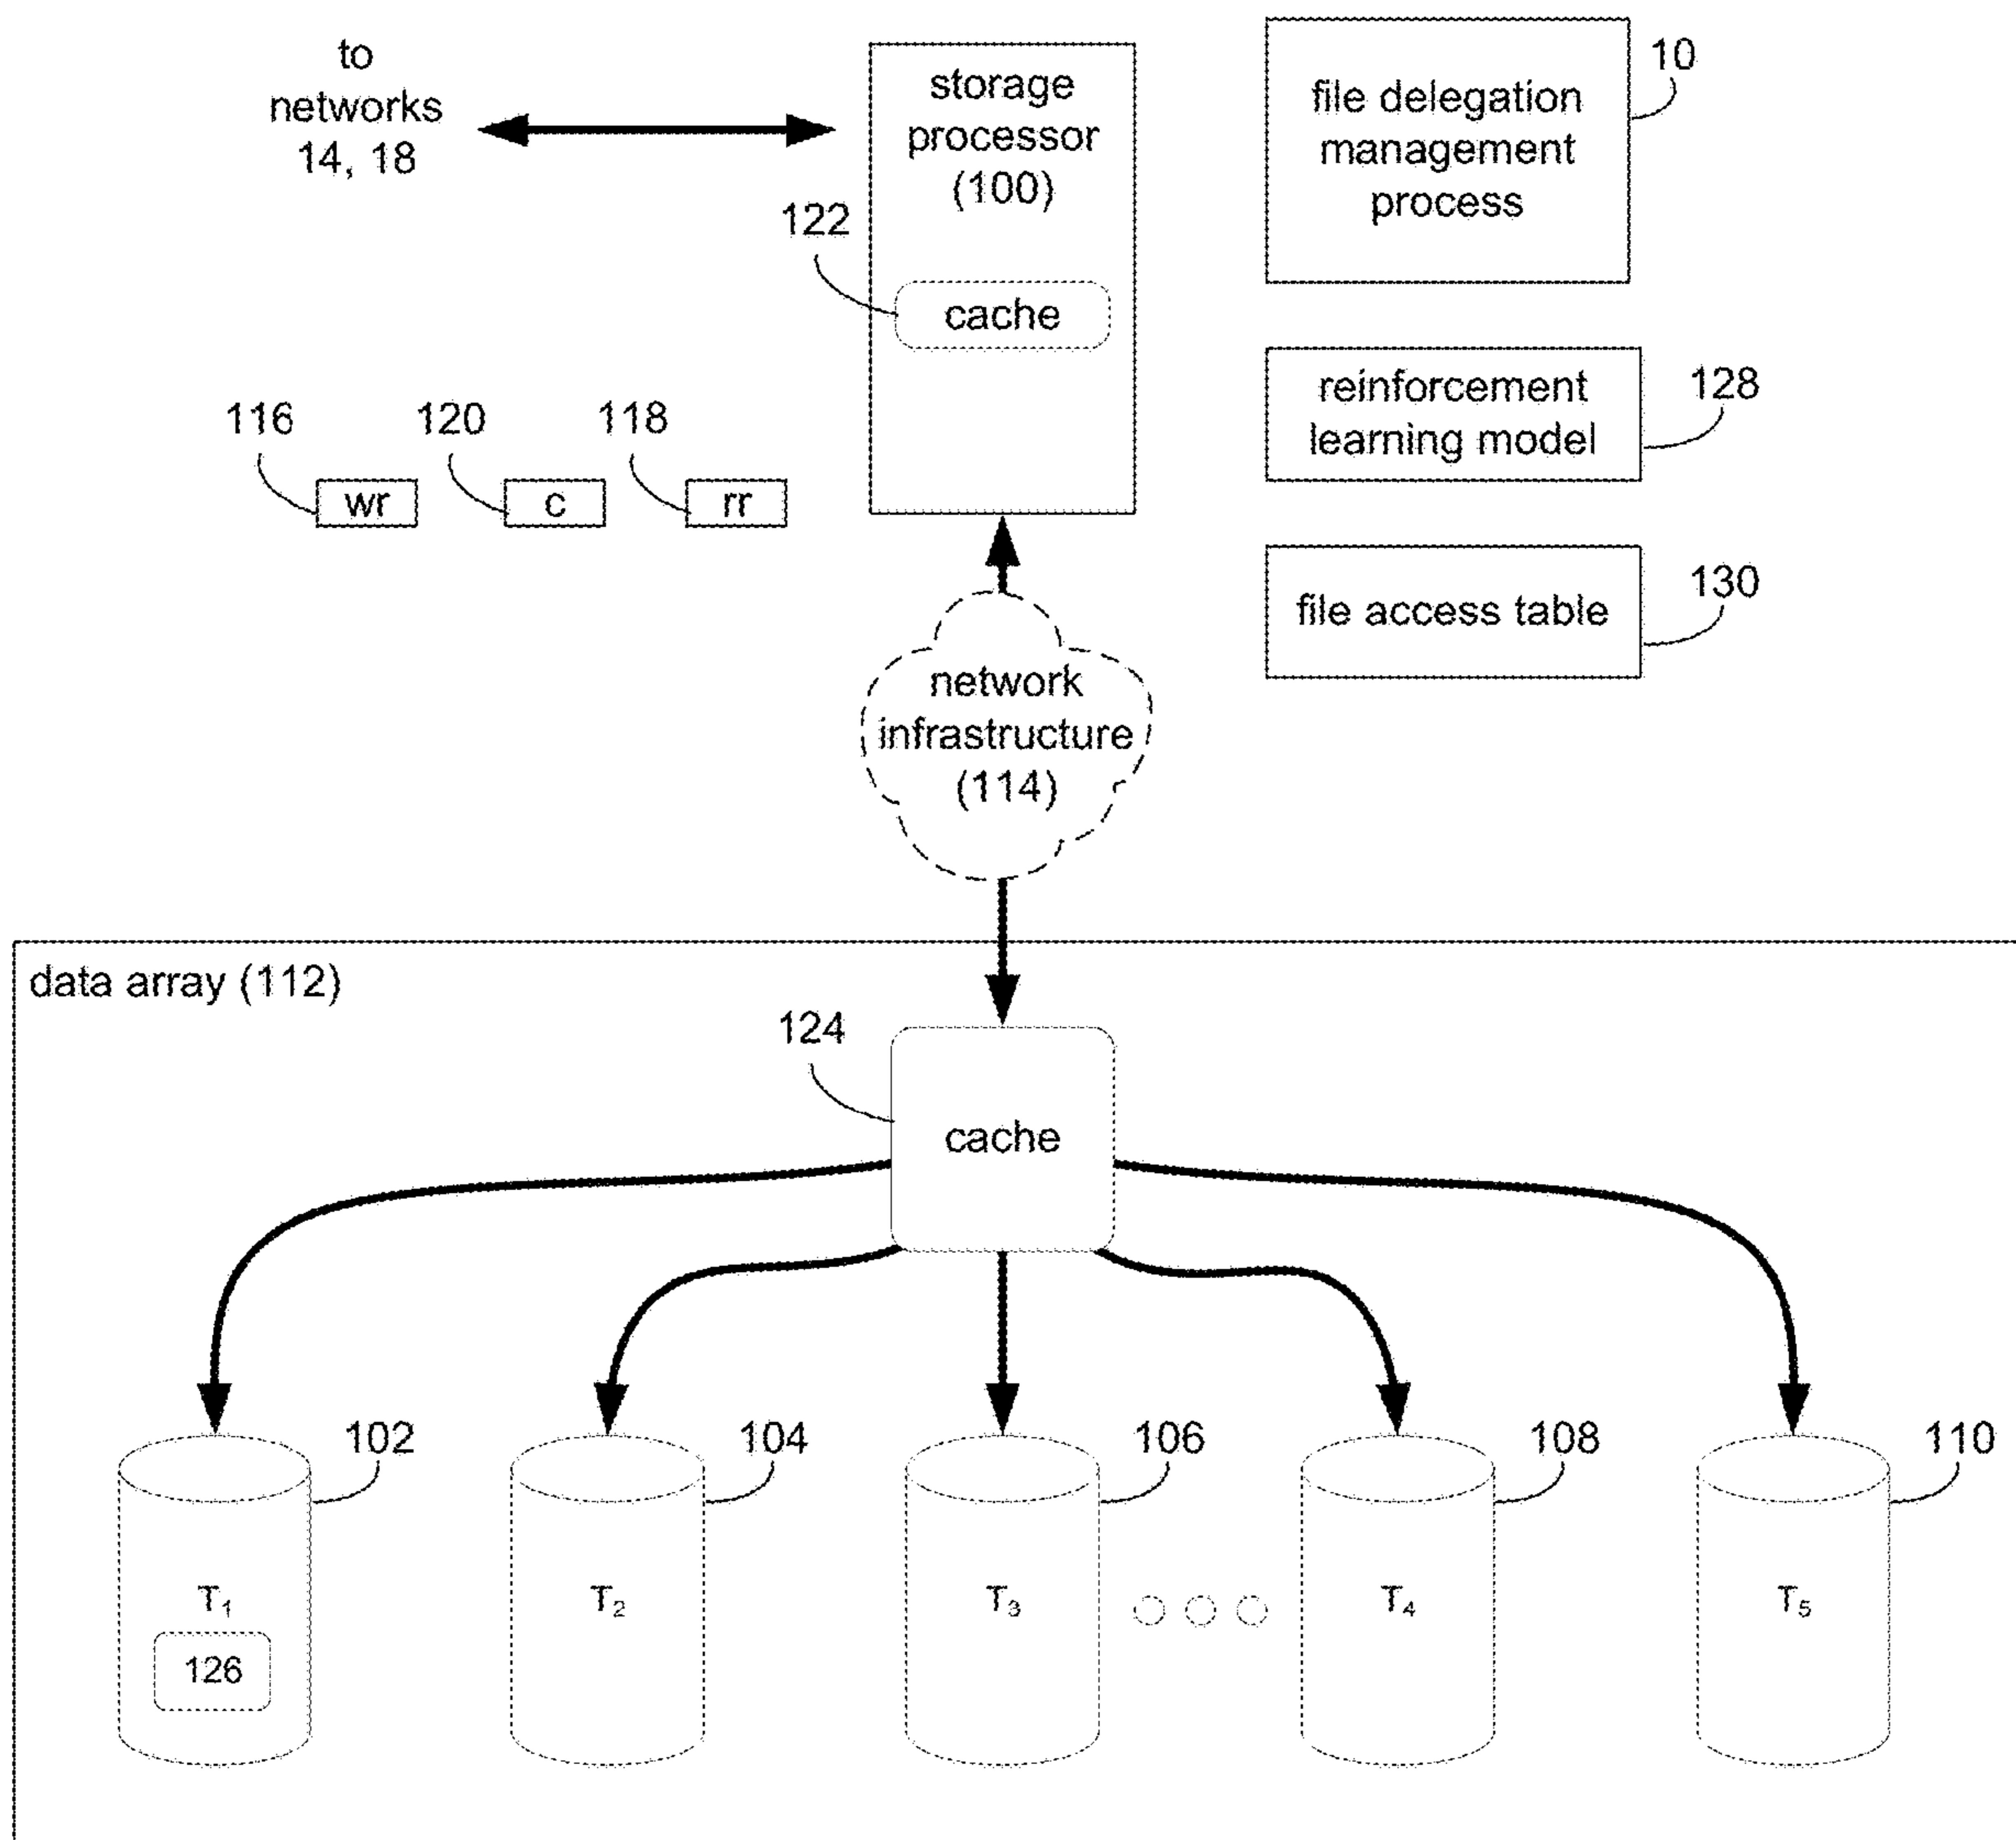 to
networks
14, 18
storage
processor
(100)
122
cache
file delegation
management
process
10
116
120
118
wr
c
rr
reinforcement
learning model
128
file access table
130
network
infrastructure
(114)
data array (112)
124
cache
102
104
106
108
110
T₁
T₂
T₃
T₄
T₅
126